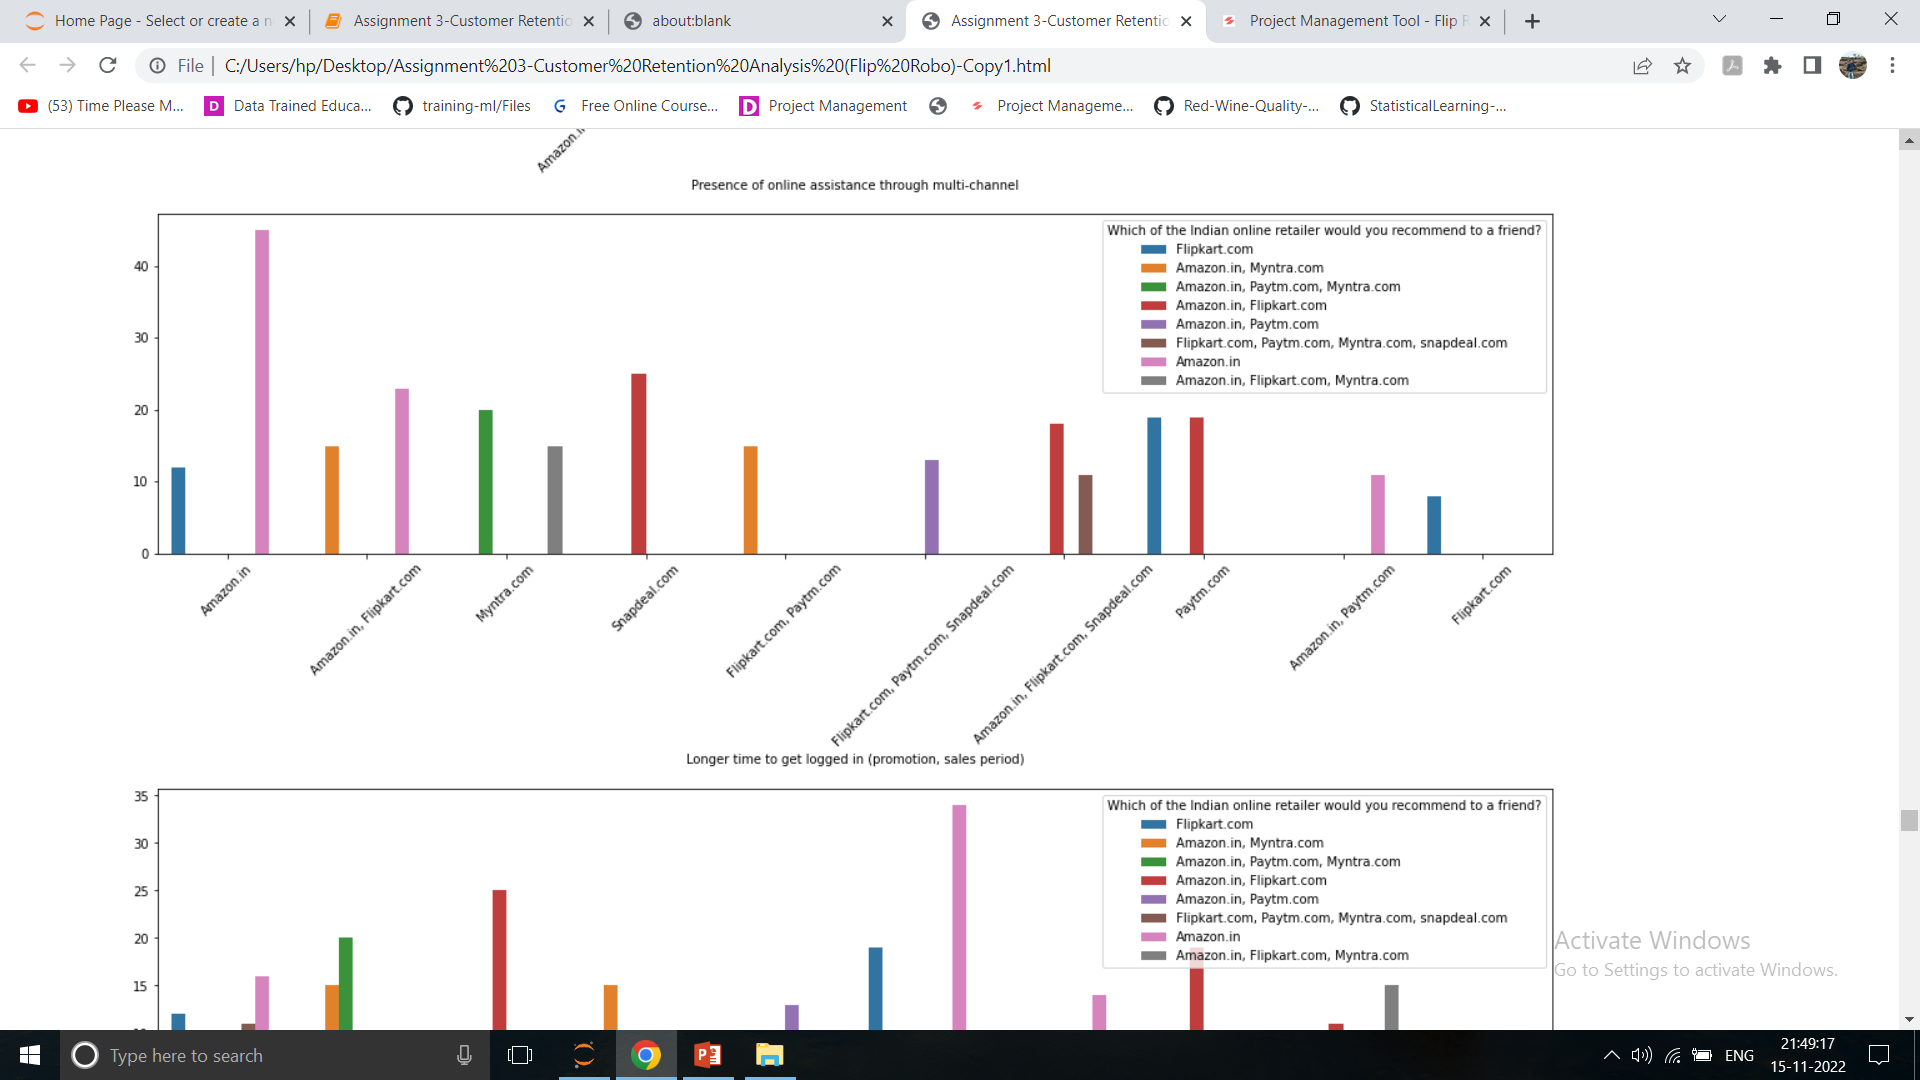 Home Page - Select or create a n
Assignment 3-Customer Retentio
about:blank
Assignment 3-Customer Retentio
Project Management Tool - Flip R
File
C:/Users/hp/Desktop/Assignment%203-Customer%20Retention%20Analysis%20(Flip%20Robo)-Copy1.html
(53) Time Please M...
Data Trained Educa...
training-ml/Files
Free Online Course...
Project Management
Project Manageme...
Red-Wine-Quality-...
StatisticalLearning-...
Amazon.i
Presence of online assistance through multi-channel
Which of the Indian online retailer would you recommend to a friend?
Flipkart.com
Amazon.in, Myntra.com
Amazon.in, Paytm.com, Myntra.com
Amazon.in, Flipkart.com
Amazon.in, Paytm.com
Flipkart.com, Paytm.com, Myntra.com, snapdeal.com
Amazon.in
Amazon.in, Flipkart.com, Myntra.com
40
30
20
10
0
Amazon.in
Amazon.in, Flipkart.com
Myntra.com
Snapdeal.com
Flipkart.com, Paytm.com
Flipkart.com, Paytm.com, Snapdeal.com
Amazon.in, Flipkart.com, Snapdeal.com
Paytm.com
Amazon.in, Paytm.com
Flipkart.com
Longer time to get logged in (promotion, sales period)
Which of the Indian online retailer would you recommend to a friend?
Flipkart.com
Amazon.in, Myntra.com
Amazon.in, Paytm.com, Myntra.com
Amazon.in, Flipkart.com
Amazon.in, Paytm.com
Flipkart.com, Paytm.com, Myntra.com, snapdeal.com
Amazon.in
Amazon.in, Flipkart.com, Myntra.com
35
30
25
20
15
Activate Windows
Go to Settings to activate Windows.
Type here to search
ENG
21:49:17
15-11-2022